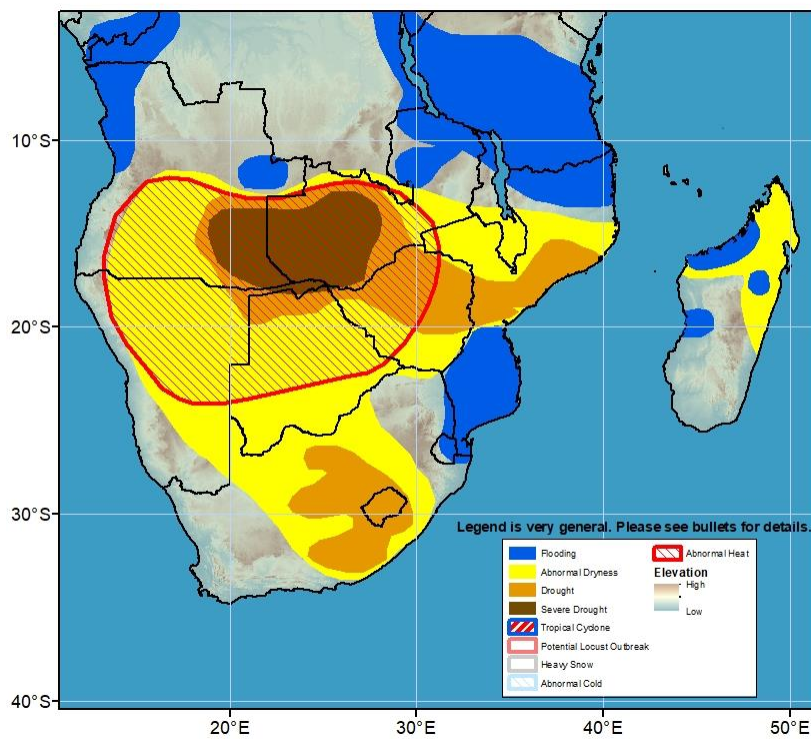 10°S
20°S
30°S
40°S
20°E
30°E
40°E
50°E
Legend is very general. Please see bullets for details.
Flooding
Abnormal Dryness
Drought
Severe Drought
Tropical Cyclone
Potential Locust Outbreak
Heavy Snow
Abnormal Cold
Abnormal Heat
Elevation
High
Low